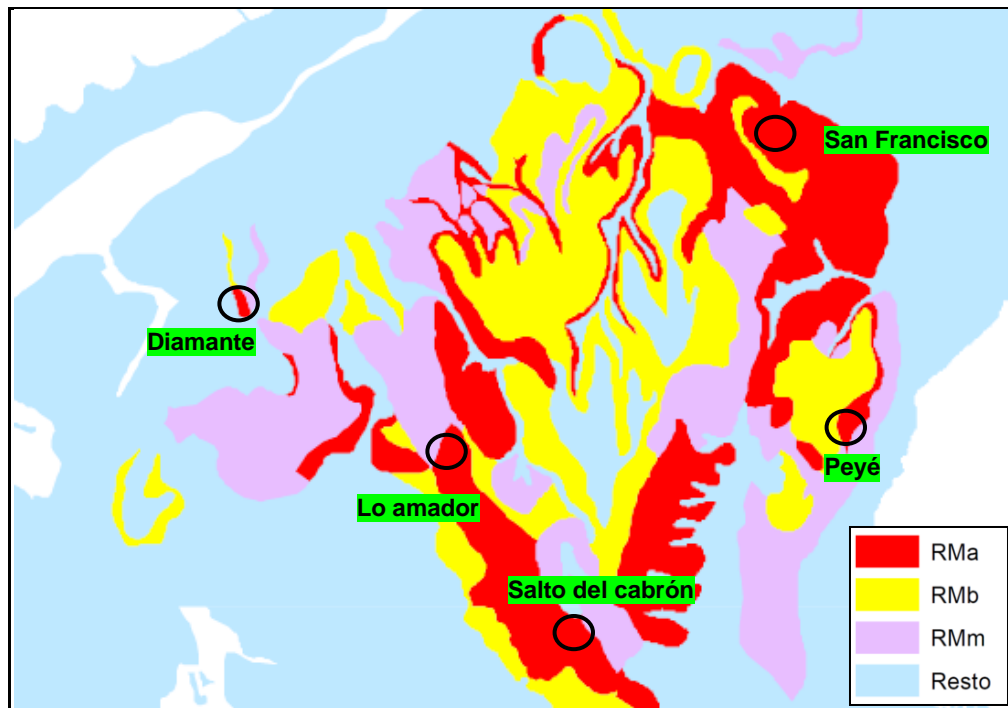 San Francisco
Diamante
Peyé
Lo amador
Salto del cabrón
RMa
RMb
RMm
Resto